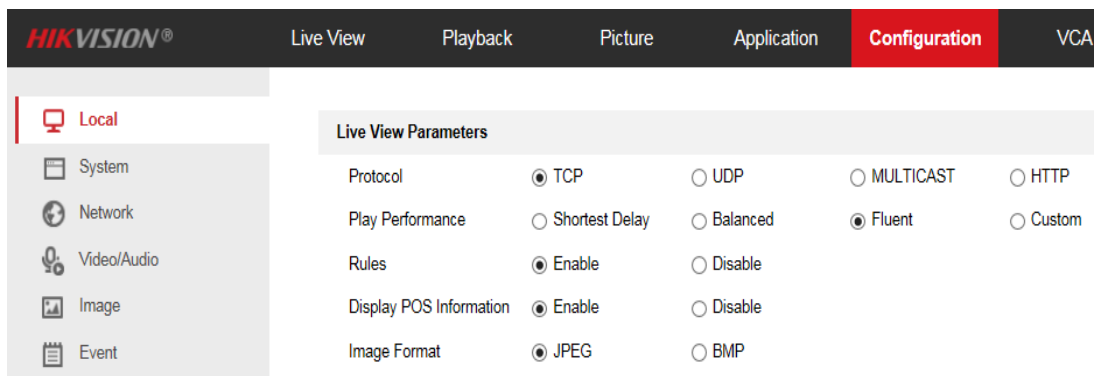 HIKVISION® Live View Playback Picture Application Configuration VCA
Local
System
Network
Video/Audio
Image
Event
Live View Parameters
Protocol TCP UDP MULTICAST HTTP
Play Performance Shortest Delay Balanced Fluent Custom
Rules Enable Disable
Display POS Information Enable Disable
Image Format JPEG BMP